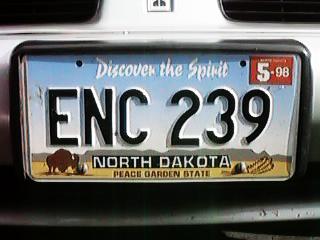 Discover the Spirit
5-98
ENC 239
NORTH DAKOTA
PEACE GARDEN STATE